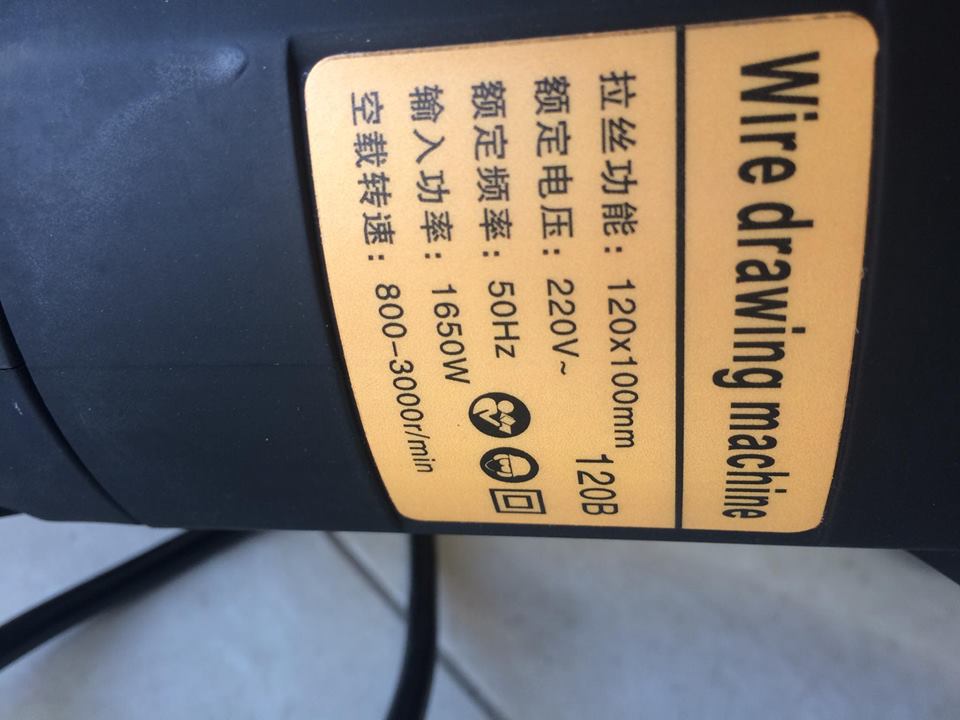 Wire drawing machine
拉丝功能：120x100mm
120B
额定电压：220V~
额定频率：50Hz
输入功率：1650W
空载转速：800-3000r/min